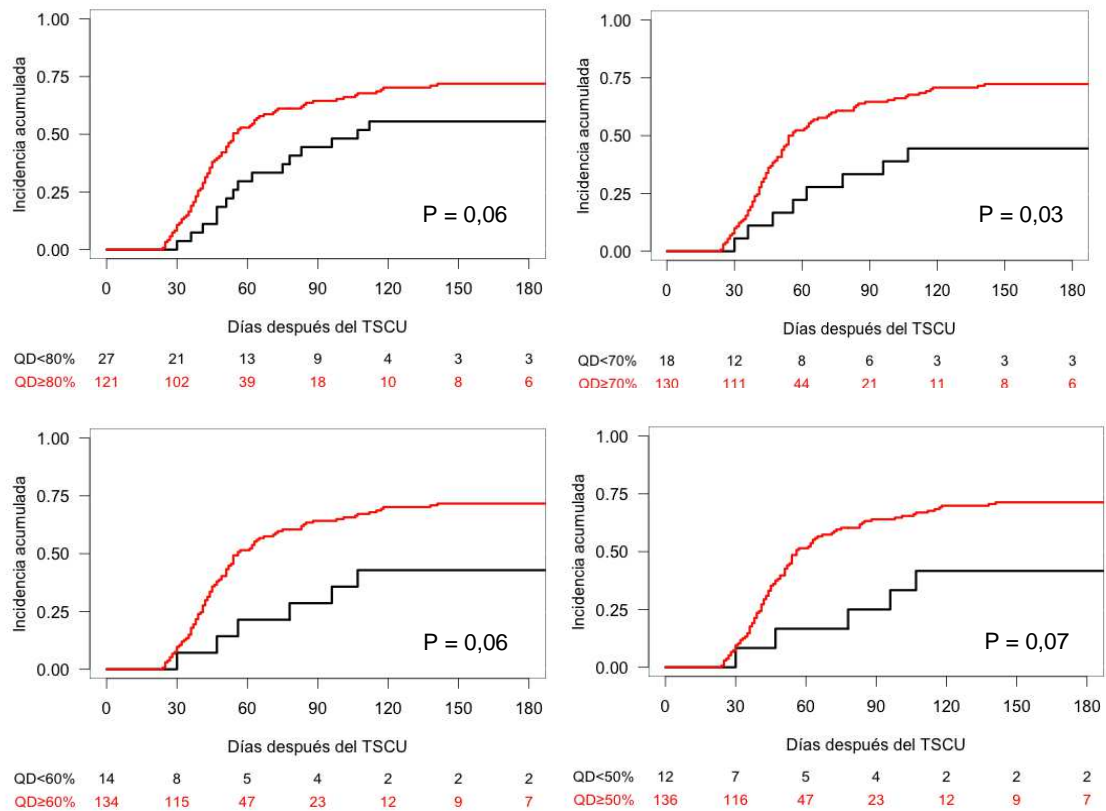 1.00
0.75
0.50
0.25
0.00
Incidencia acumulada
P = 0,06
0 30 60 90 120 150 180
Días después del TSCU
QD<80% 27 21 13 9 4 3 3
QD≥80% 121 102 39 18 10 8 6
1.00
0.75
0.50
0.25
0.00
Incidencia acumulada
P = 0,03
0 30 60 90 120 150 180
Días después del TSCU
QD<70% 18 12 8 6 3 3 3
QD≥70% 130 111 44 21 11 8 6
1.00
0.75
0.50
0.25
0.00
Incidencia acumulada
P = 0,06
0 30 60 90 120 150 180
Días después del TSCU
QD<60% 14 8 5 4 2 2 2
QD≥60% 134 115 47 23 12 9 7
1.00
0.75
0.50
0.25
0.00
Incidencia acumulada
P = 0,07
0 30 60 90 120 150 180
Días después del TSCU
QD<50% 12 7 5 4 2 2 2
QD≥50% 136 116 47 23 12 9 7